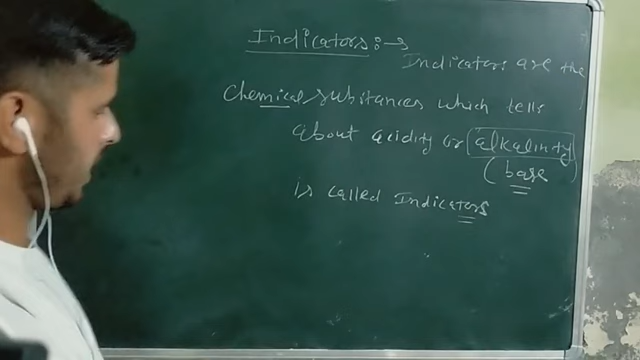 Indicators :→
Indicators are the
chemical substances which tells
about acidity or alkalinity
(base)
is called Indicators